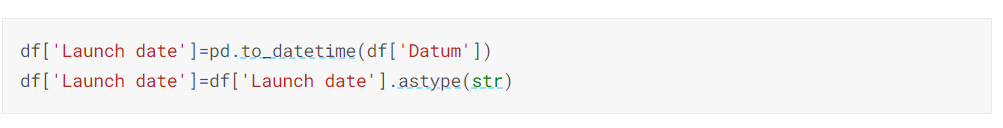 df['Launch date']=pd.to_datetime(df['Datum'])
df['Launch date']=df['Launch date'].astype(str)